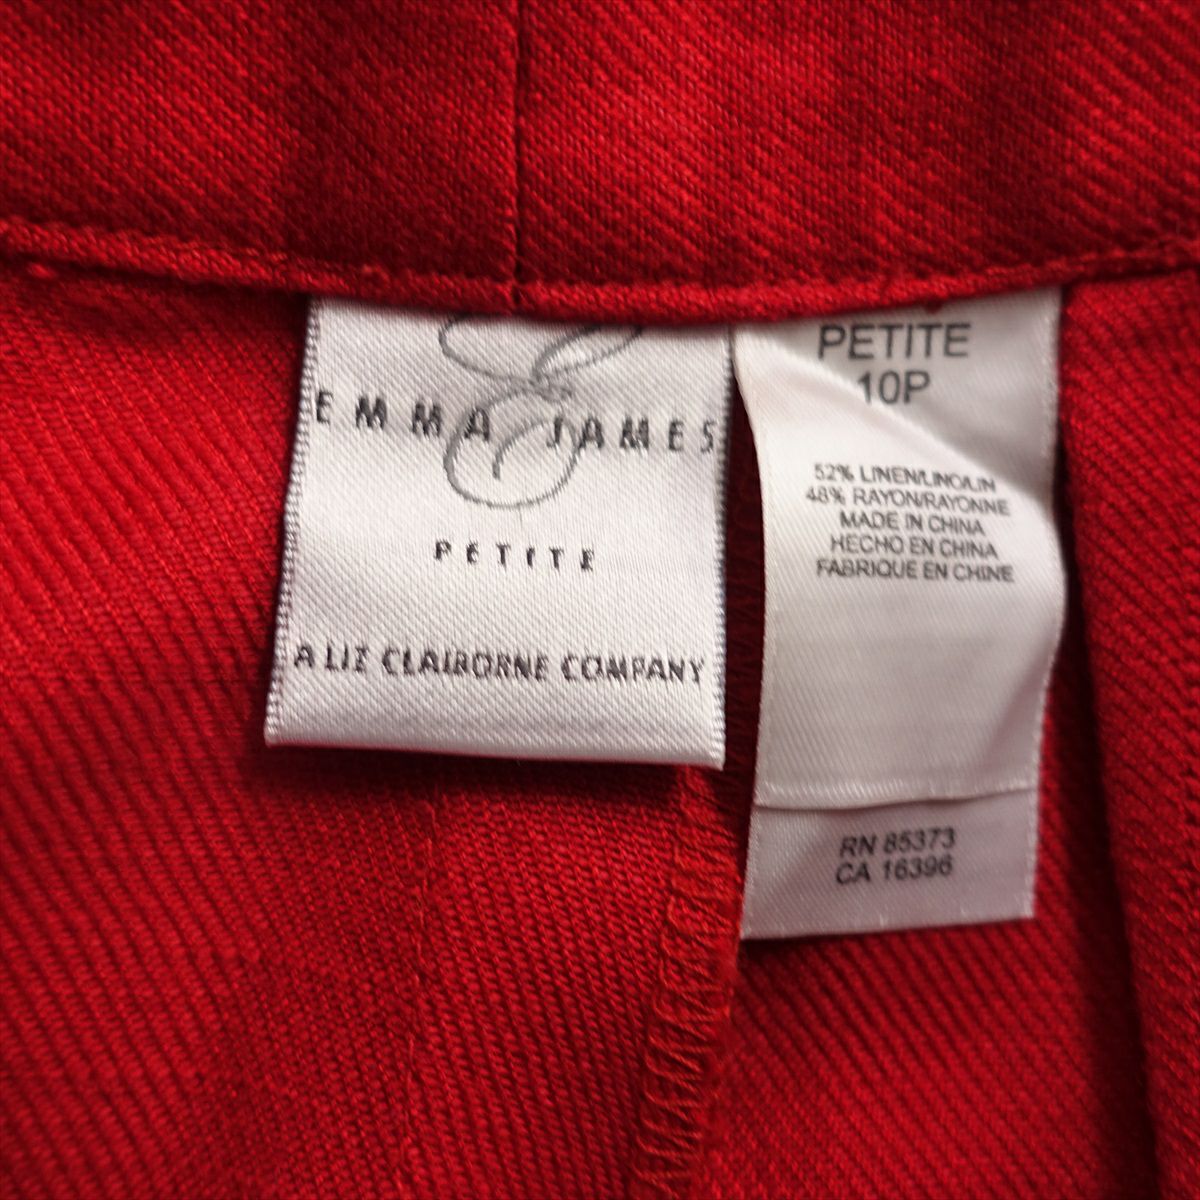 EMMA JAMES
PETITE
A LIZ CLAIBORNE COMPANY
PETITE
10P
52% LINEN/LINO/LIN
48% RAYON/RAYONNE
MADE IN CHINA
HECHO EN CHINA
FABRIQUE EN CHINE
RN 85373
CA 16396